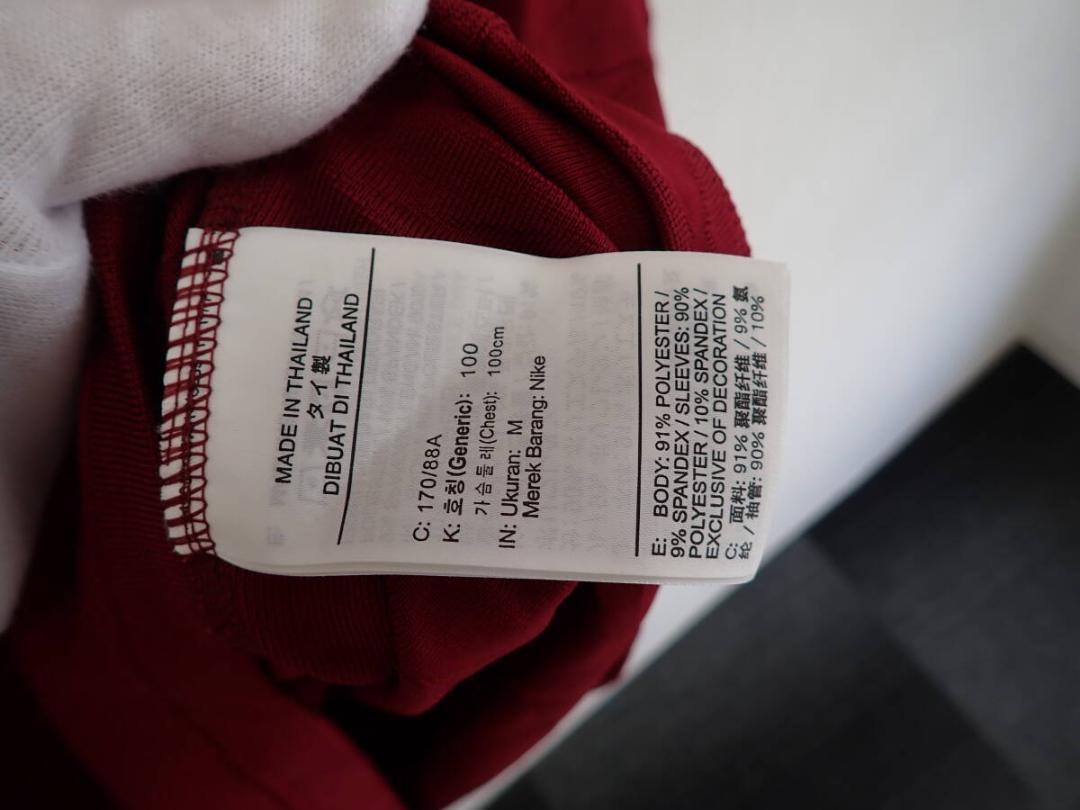 MADE IN THAILAND
タイ製
DIBUAT DI THAILAND
C: 170/88A
K: 호칭(Generic): 100
가슴둘레(Chest): 100cm
IN: Ukuran: M
Merek Barang: Nike
E: BODY: 91% POLYESTER /
9% SPANDEX / SLEEVES: 90%
POLYESTER / 10% SPANDEX /
EXCLUSIVE OF DECORATION
C: 面料: 91% 聚酯纤维 / 9% 氨
纶 / 袖管: 90% 聚酯纤维 / 10%